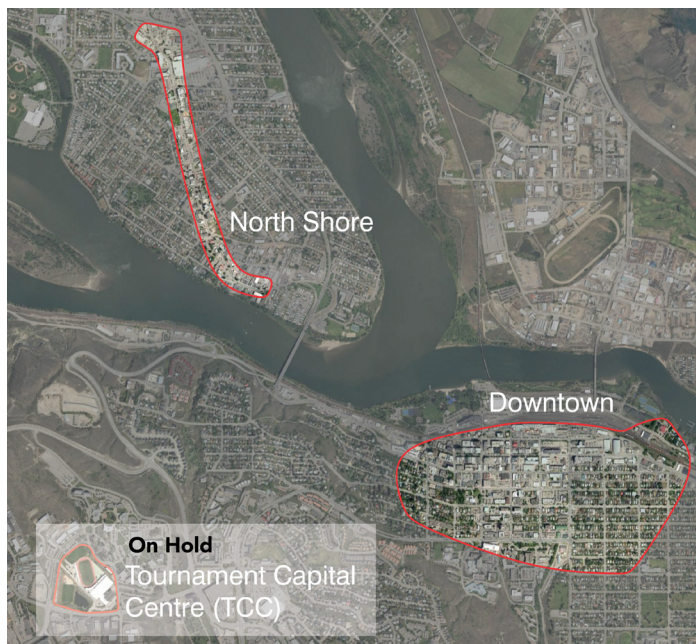 North Shore
Downtown
On Hold
Tournament Capital
Centre (TCC)